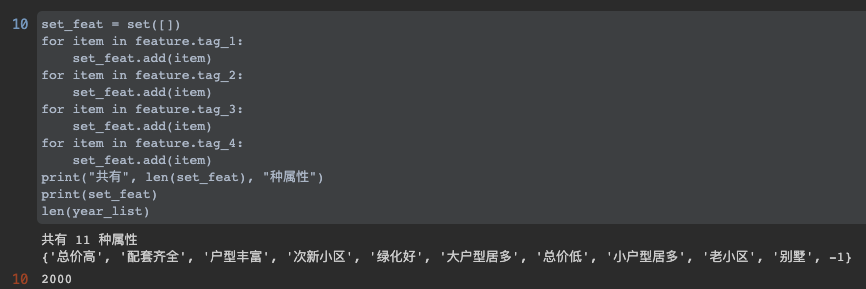 10 set_feat = set([])
for item in feature.tag_1:
    set_feat.add(item)
for item in feature.tag_2:
    set_feat.add(item)
for item in feature.tag_3:
    set_feat.add(item)
for item in feature.tag_4:
    set_feat.add(item)
print("共有", len(set_feat), "种属性")
print(set_feat)
len(year_list)
共有 11 种属性
{'总价高', '配套齐全', '户型丰富', '次新小区', '绿化好', '大户型居多', '总价低', '小户型居多', '老小区', '别墅', -1}
10 2000